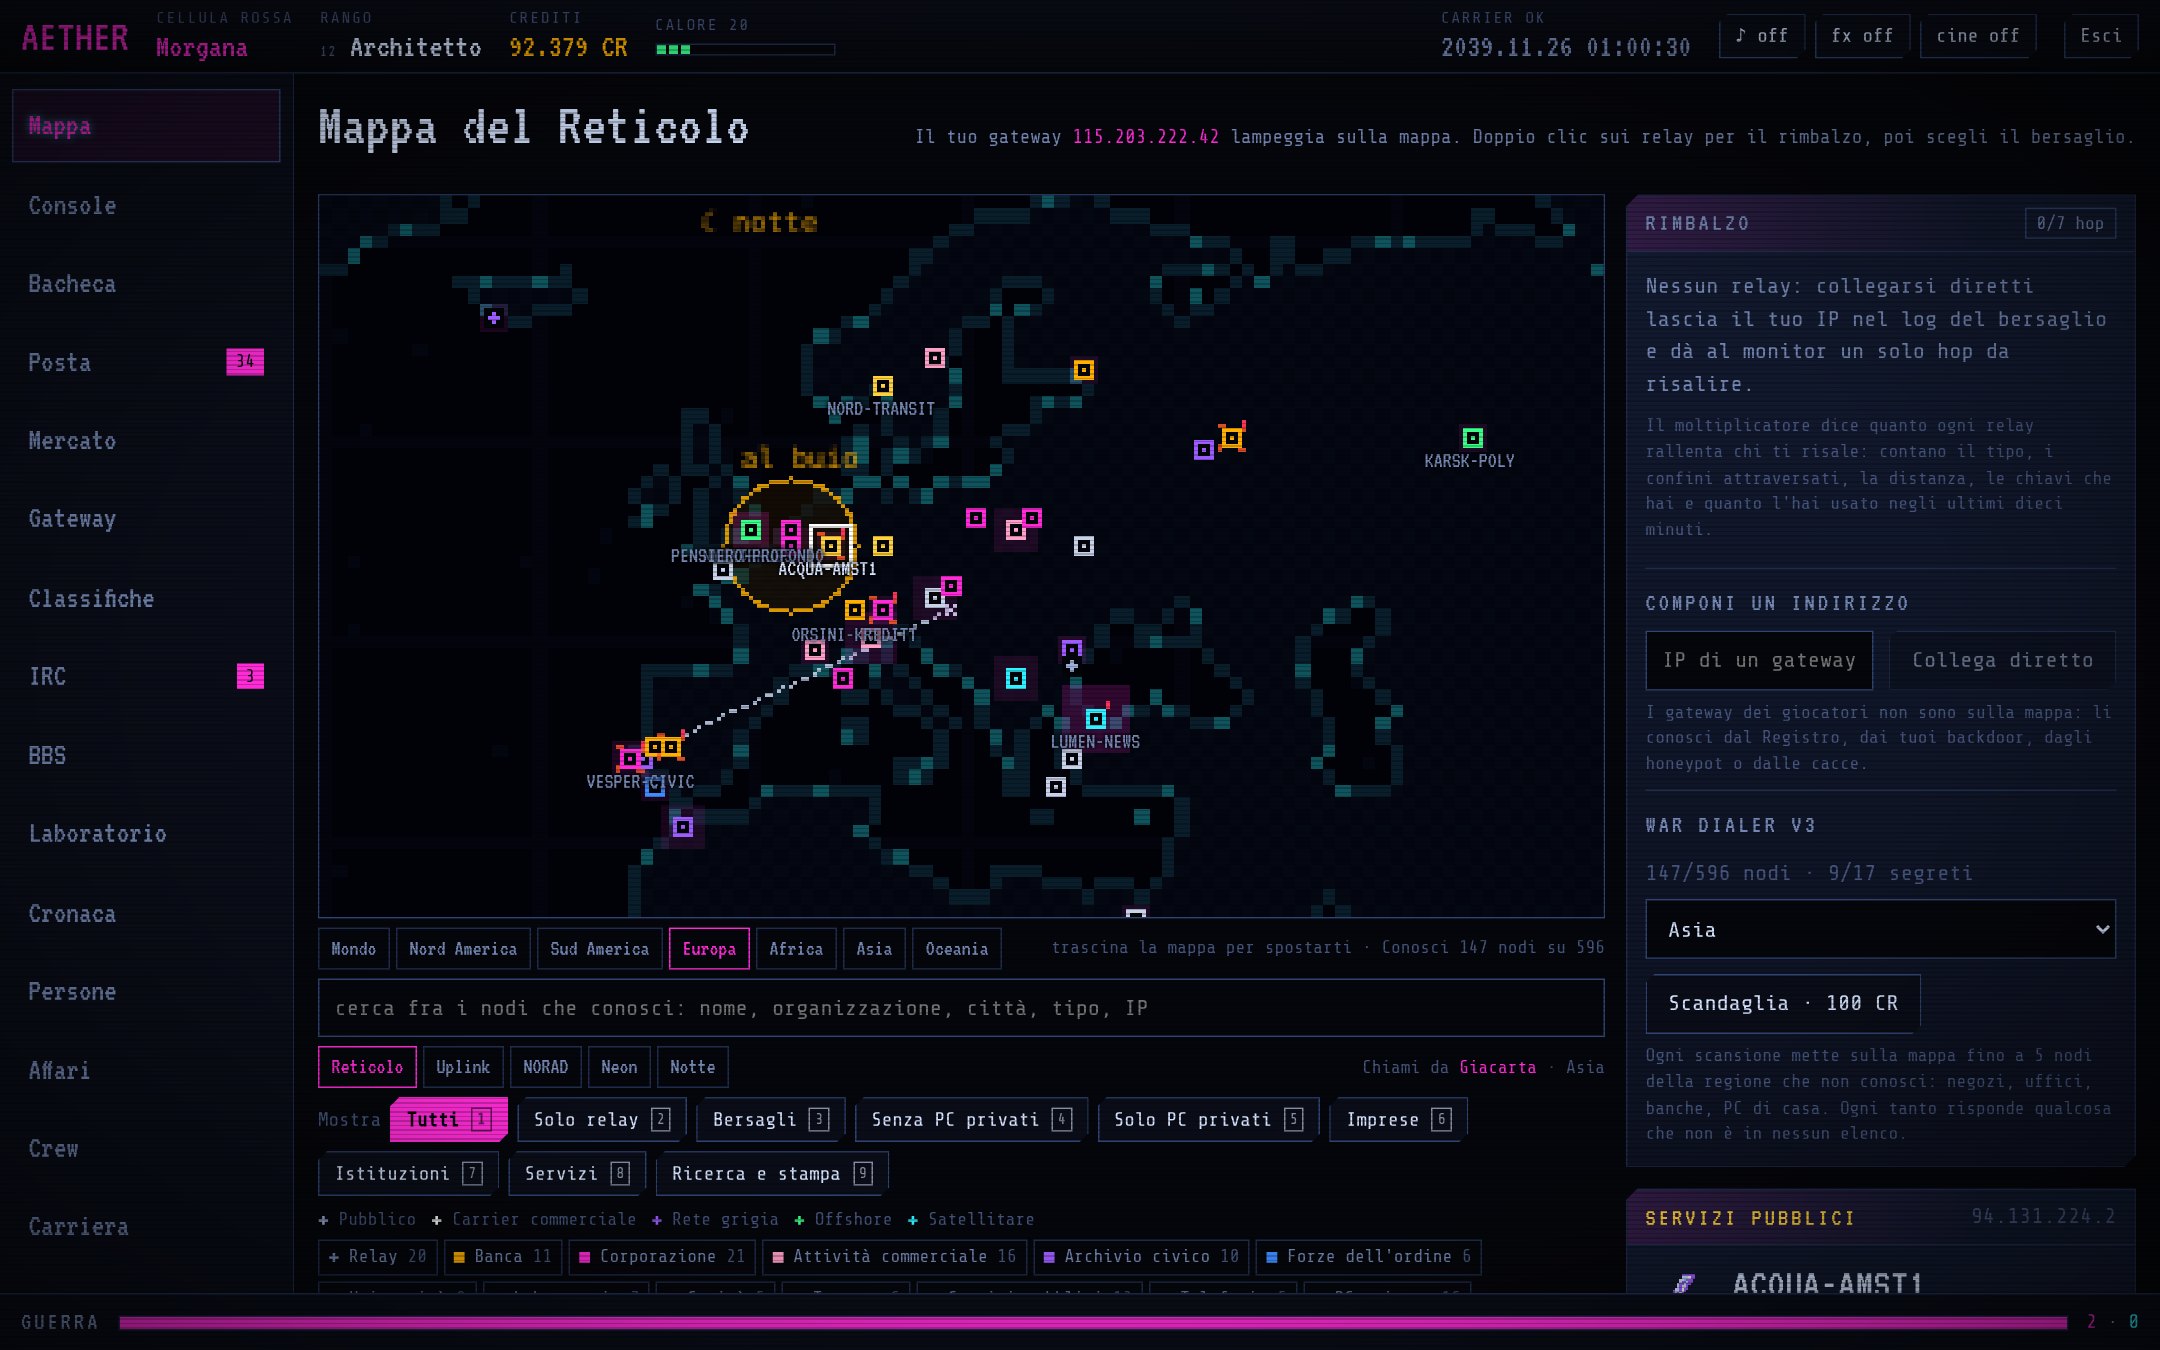 AETHER
CELLULA ROSSA
Morgana
RANGO
12 Architetto
CREDITI
92.379 CR
CALORE 20
CARRIER OK
2039.11.26 01:00:30
♪ off
fx off
cine off
Esci
Mappa
Console
Bacheca
Posta 34
Mercato
Gateway
Classifiche
IRC 3
BBS
Laboratorio
Cronaca
Persone
Affari
Crew
Carriera
Mappa del Reticolo
Il tuo gateway 115.203.222.42 lampeggia sulla mappa. Doppio clic sui relay per il rimbalzo, poi scegli il bersaglio.
notte
NORD-TRANSIT
al buio
KARSK-POLY
ACQUA-AMST1
LUMEN-NEWS
VESPER-CIVIC
Mondo
Nord America
Sud America
Europa
Africa
Asia
Oceania
trascina la mappa per spostarti · Conosci 147 nodi su 596
cerca fra i nodi che conosci: nome, organizzazione, città, tipo, IP
Reticolo
Uplink
NORAD
Neon
Notte
Chiami da Giacarta · Asia
Mostra
Tutti 1
Solo relay 2
Bersagli 3
Senza PC privati 4
Solo PC privati 5
Imprese 6
Istituzioni 7
Servizi 8
Ricerca e stampa 9
Pubblico
Carrier commerciale
Rete grigia
Offshore
Satellitare
Relay 20
Banca 11
Corporazione 21
Attività commerciale 16
Archivio civico 10
Forze dell'ordine 6
RIMBALZO
0/7 hop
Nessun relay: collegarsi diretti
lascia il tuo IP nel log del bersaglio
e dà al monitor un solo hop da
risalire.
Il moltiplicatore dice quanto ogni relay
rallenta chi ti risale: contano il tipo, i
confini attraversati, la distanza, le chiavi che
hai e quanto l'hai usato negli ultimi dieci
minuti.
COMPONI UN INDIRIZZO
IP di un gateway
Collega diretto
I gateway dei giocatori non sono sulla mappa: li
conosci dal Registro, dai tuoi backdoor, dagli
honeypot o dalle cacce.
WAR DIALER V3
147/596 nodi · 9/17 segreti
Asia
Scandaglia · 100 CR
Ogni scansione mette sulla mappa fino a 5 nodi
della regione che non conosci: negozi, uffici,
banche, PC di casa. Ogni tanto risponde qualcosa
che non è in nessun elenco.
SERVIZI PUBBLICI
94.131.224.2
ACQUA-AMST1
GUERRA
2 · 0